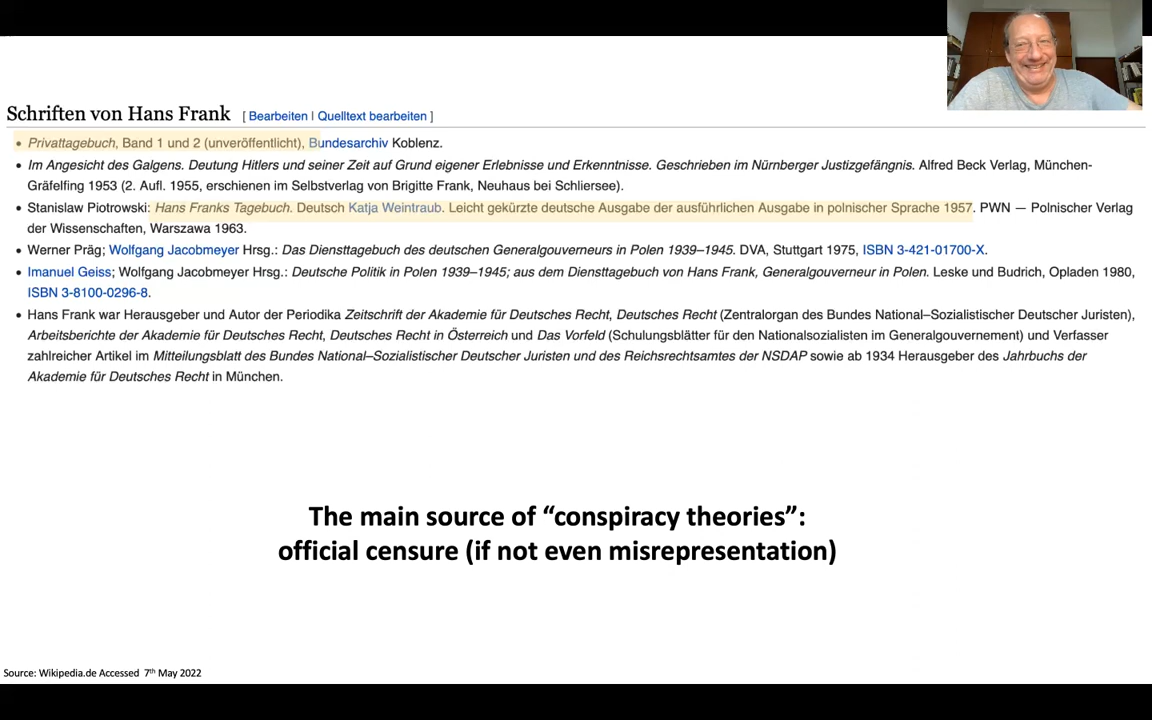 Schriften von Hans Frank [ Bearbeiten | Quelltext bearbeiten ]
• Privattagebuch, Band 1 und 2 (unveröffentlicht), Bundesarchiv Koblenz.
• Im Angesicht des Galgens. Deutung Hitlers und seiner Zeit auf Grund eigener Erlebnisse und Erkenntnisse. Geschrieben im Nürnberger Justizgefängnis. Alfred Beck Verlag, München-
Gräfelfing 1953 (2. Aufl. 1955, erschienen im Selbstverlag von Brigitte Frank, Neuhaus bei Schliersee).
• Stanislaw Piotrowski: Hans Franks Tagebuch. Deutsch Katja Weintraub. Leicht gekürzte deutsche Ausgabe der ausführlichen Ausgabe in polnischer Sprache 1957. PWN — Polnischer Verlag
der Wissenschaften, Warszawa 1963.
• Werner Präg; Wolfgang Jacobmeyer Hrsg.: Das Diensttagebuch des deutschen Generalgouverneurs in Polen 1939–1945. DVA, Stuttgart 1975, ISBN 3-421-01700-X.
• Imanuel Geiss; Wolfgang Jacobmeyer Hrsg.: Deutsche Politik in Polen 1939–1945; aus dem Diensttagebuch von Hans Frank, Generalgouverneur in Polen. Leske und Budrich, Opladen 1980,
ISBN 3-8100-0296-8.
• Hans Frank war Herausgeber und Autor der Periodika Zeitschrift der Akademie für Deutsches Recht, Deutsches Recht (Zentralorgan des Bundes National–Sozialistischer Deutscher Juristen),
Arbeitsberichte der Akademie für Deutsches Recht, Deutsches Recht in Österreich und Das Vorfeld (Schulungsblätter für den Nationalsozialisten im Generalgouvernement) und Verfasser
zahlreicher Artikel im Mitteilungsblatt des Bundes National–Sozialistischer Deutscher Juristen und des Reichsrechtsamtes der NSDAP sowie ab 1934 Herausgeber des Jahrbuchs der
Akademie für Deutsches Recht in München.
The main source of “conspiracy theories”:
official censure (if not even misrepresentation)
Source: Wikipedia.de Accessed 7th May 2022